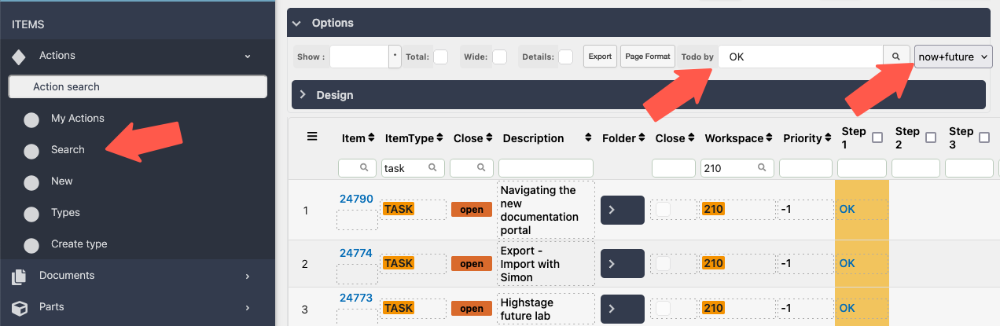 ITEMS
Actions
Action search
My Actions
Search
New
Types
Create type
Documents
Parts
Options
Show : * Total: Wide: Details: Export Page Format Todo by OK now+future
Design
Item ItemType Close Description Folder Close Workspace Priority Step 1 Step 2 Step 3
task 210
1 24790 TASK open Navigating the new documentation portal 210 -1 OK
2 24774 TASK open Export - Import with Simon 210 -1 OK
3 24773 TASK open Highstage future lab 210 -1 OK